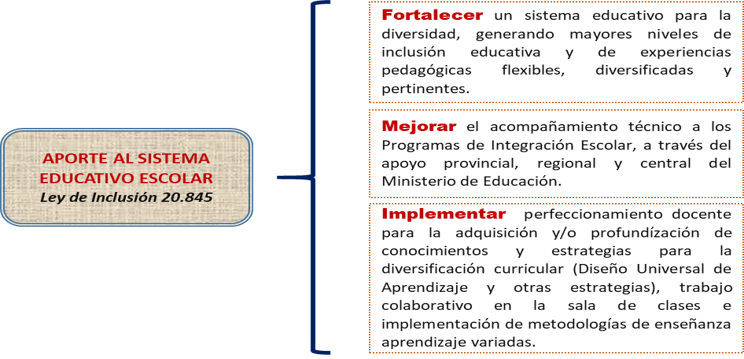 APORTE AL SISTEMA
EDUCATIVO ESCOLAR
Ley de Inclusión 20.845
Fortalecer un sistema educativo para la
diversidad, generando mayores niveles de
inclusión educativa y de experiencias
pedagógicas flexibles, diversificadas y
pertinentes.
Mejorar el acompañamiento técnico a los
Programas de Integración Escolar, a través del
apoyo provincial, regional y central del
Ministerio de Educación.
Implementar perfeccionamiento docente
para la adquisición y/o profundízación de
conocimientos y estrategias para la
diversificación curricular (Diseño Universal de
Aprendizaje y otras estrategias), trabajo
colaborativo en la sala de clases e
implementación de metodologías de enseñanza
aprendizaje variadas.